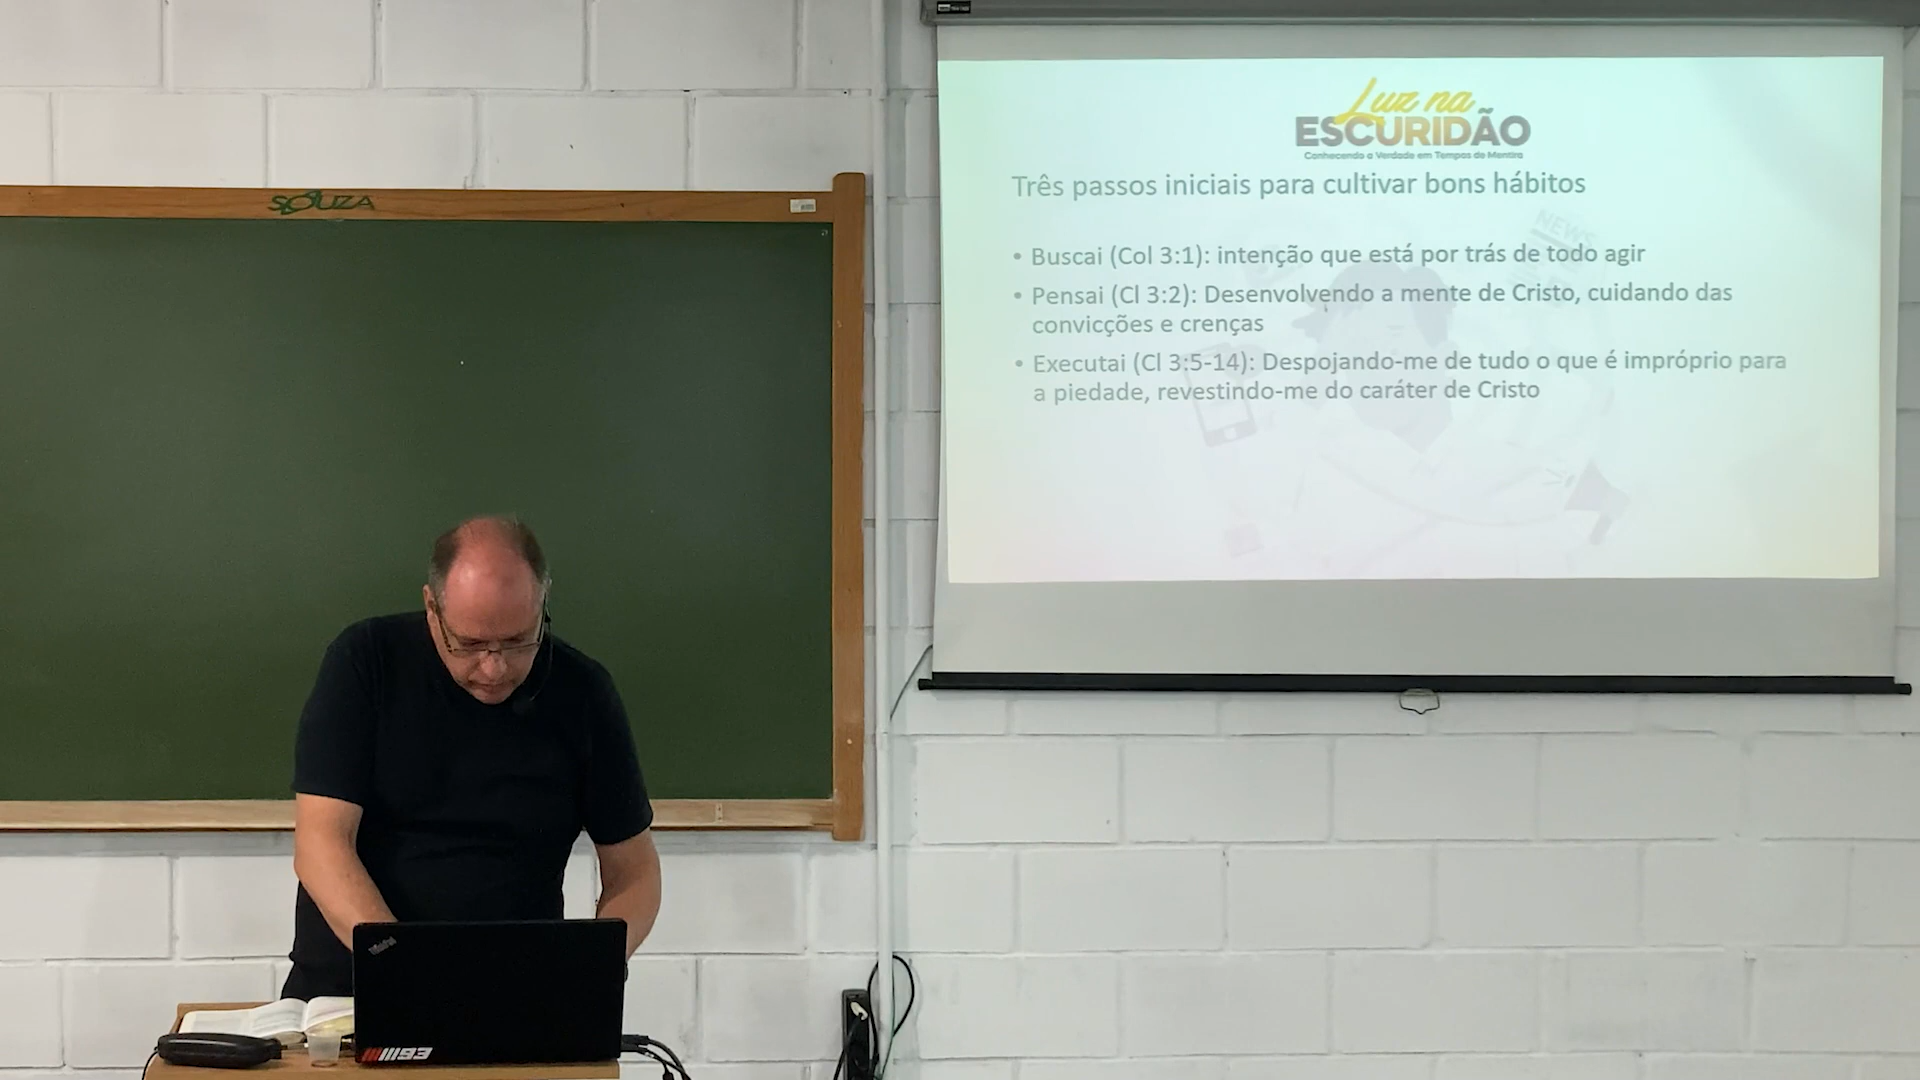 SOUZA
Luz na
ESCURIDÃO
Conhecendo a Verdade em Tempos de Mentira
Três passos iniciais para cultivar bons hábitos
NEWS
• Buscai (Col 3:1): intenção que está por trás de todo agir
• Pensai (Cl 3:2): Desenvolvendo a mente de Cristo, cuidando das
convicções e crenças
• Executai (Cl 3:5-14): Despojando-me de tudo o que é impróprio para
a piedade, revestindo-me do caráter de Cristo
ThinkPad
93